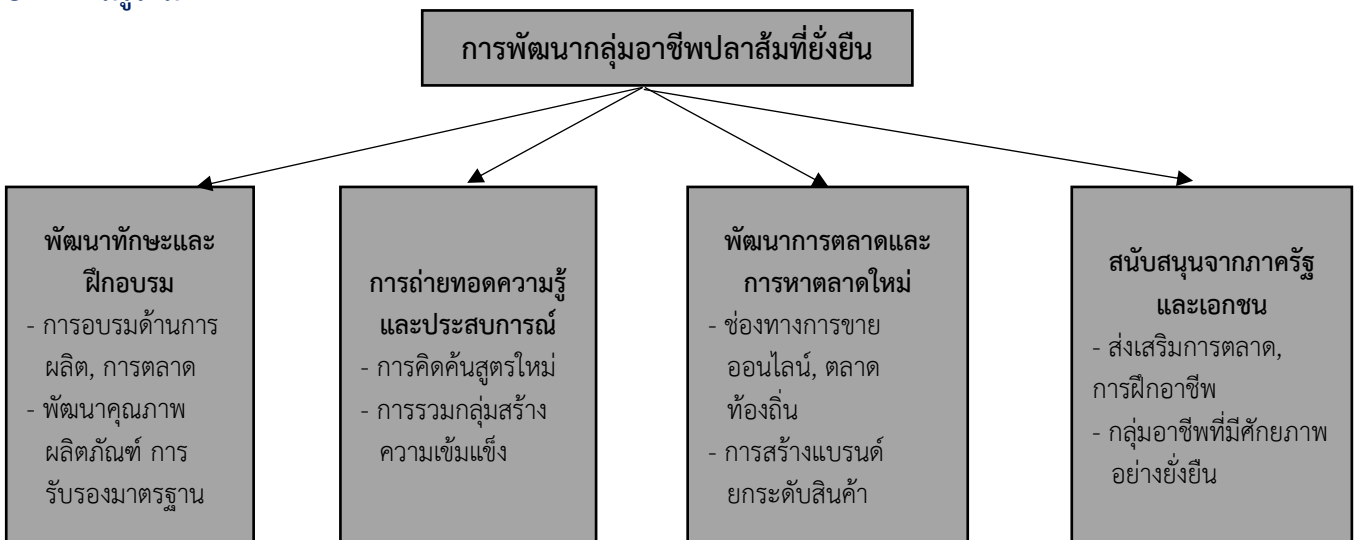 การพัฒนากลุ่มอาชีพปลาส้มที่ยั่งยืน
พัฒนาทักษะและ
ฝึกอบรม
- การอบรมด้านการ
ผลิต, การตลาด
- พัฒนาคุณภาพ
ผลิตภัณฑ์ การ
รับรองมาตรฐาน
การถ่ายทอดความรู้
และประสบการณ์
- การคิดค้นสูตรใหม่
- การรวมกลุ่มสร้าง
ความเข้มแข็ง
พัฒนาการตลาดและ
การหาตลาดใหม่
- ช่องทางการขาย
ออนไลน์, ตลาด
ท้องถิ่น
- การสร้างแบรนด์
ยกระดับสินค้า
สนับสนุนจากภาครัฐ
และเอกชน
- ส่งเสริมการตลาด,
การฝึกอาชีพ
- กลุ่มอาชีพที่มีศักยภาพ
อย่างยั่งยืน